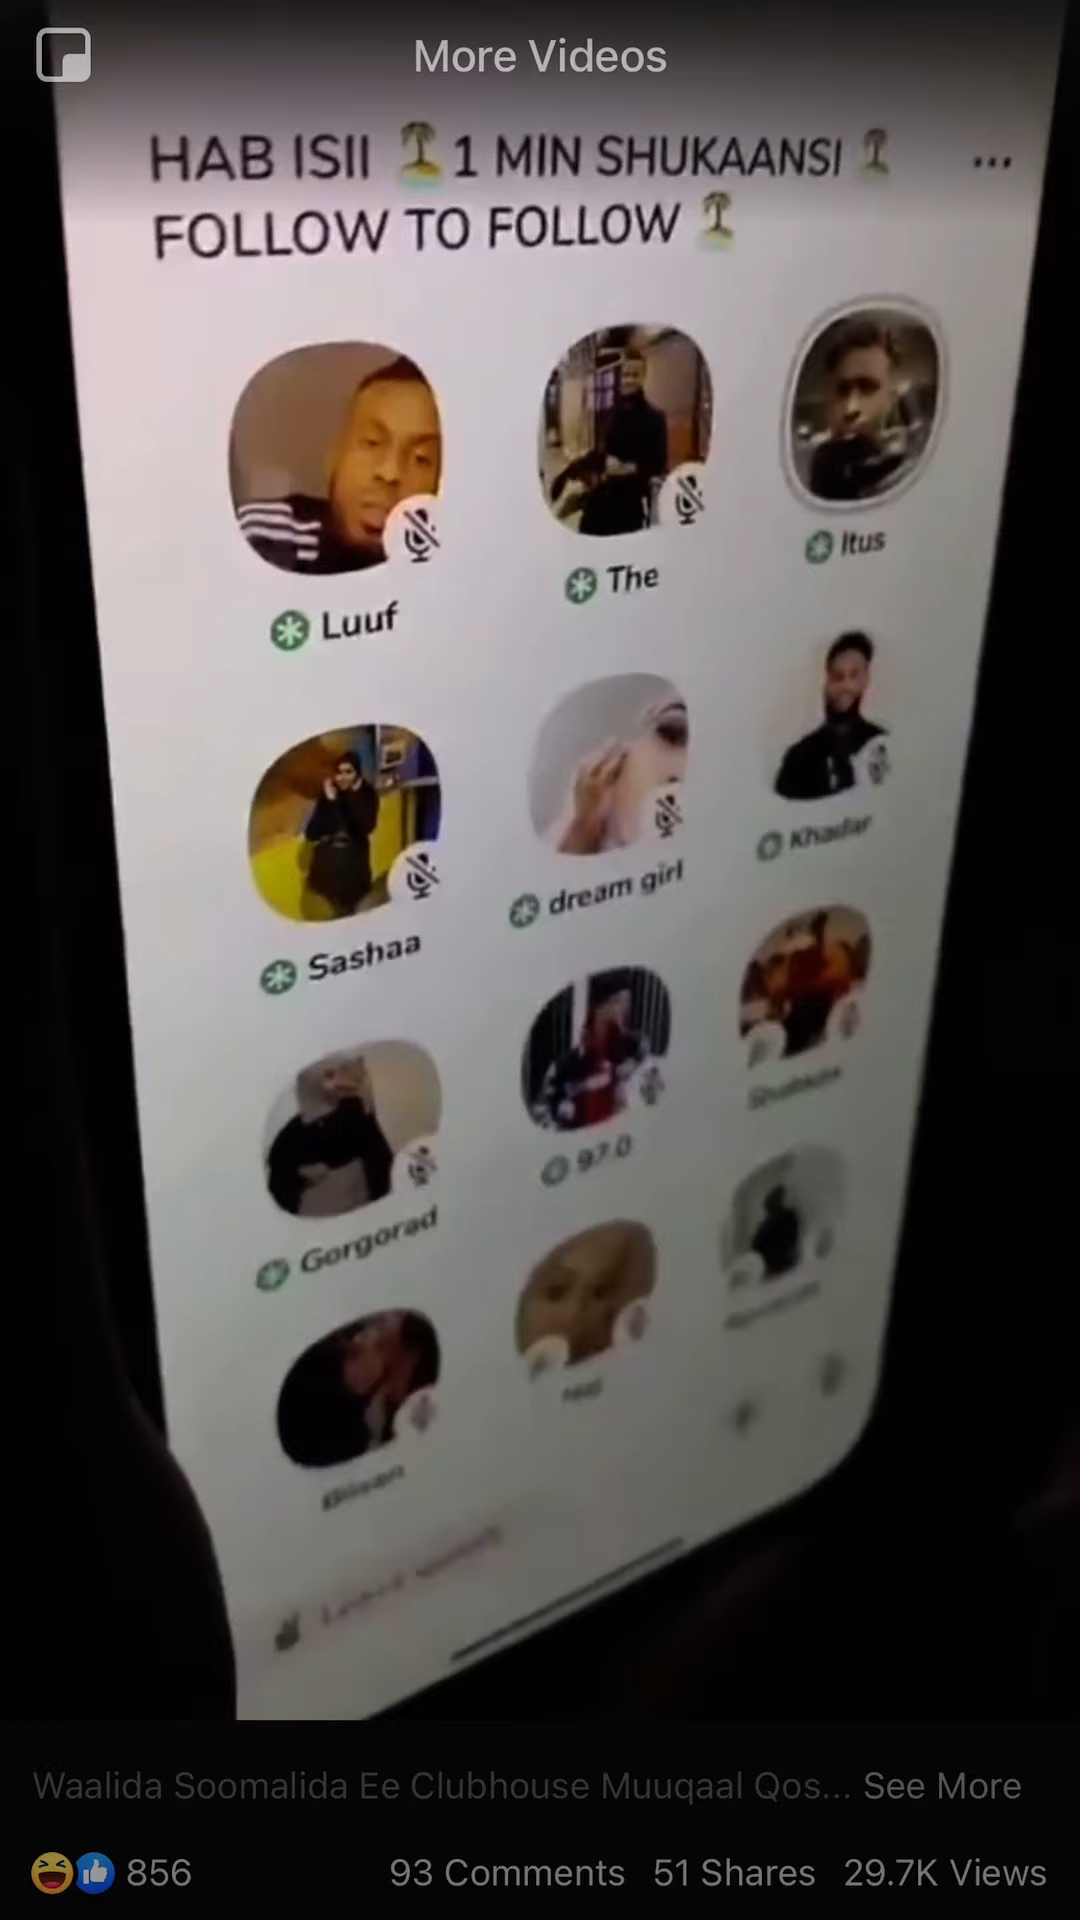 More Videos
HAB ISII 🏝️ 1 MIN SHUKAANSI 🏝️
FOLLOW TO FOLLOW 🏝️
Luuf
The
Itus
Sashaa
dream girl
Khadar
Gorgorad
97.0
Waalida Soomalida Ee Clubhouse Muuqaal Qos... See More
856
93 Comments 51 Shares 29.7K Views